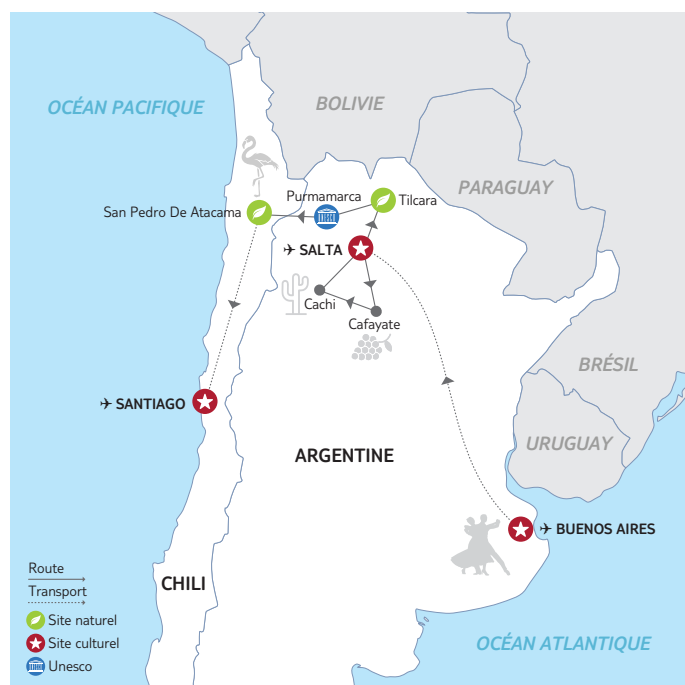 OCÉAN PACIFIQUE
BOLIVIE
PARAGUAY
Purmamarca
Tilcara
San Pedro De Atacama
✈ SALTA
Cachi
Cafayate
BRÉSIL
✈ SANTIAGO
URUGUAY
ARGENTINE
✈ BUENOS AIRES
CHILI
OCÉAN ATLANTIQUE
Route
Transport
Site naturel
Site culturel
Unesco